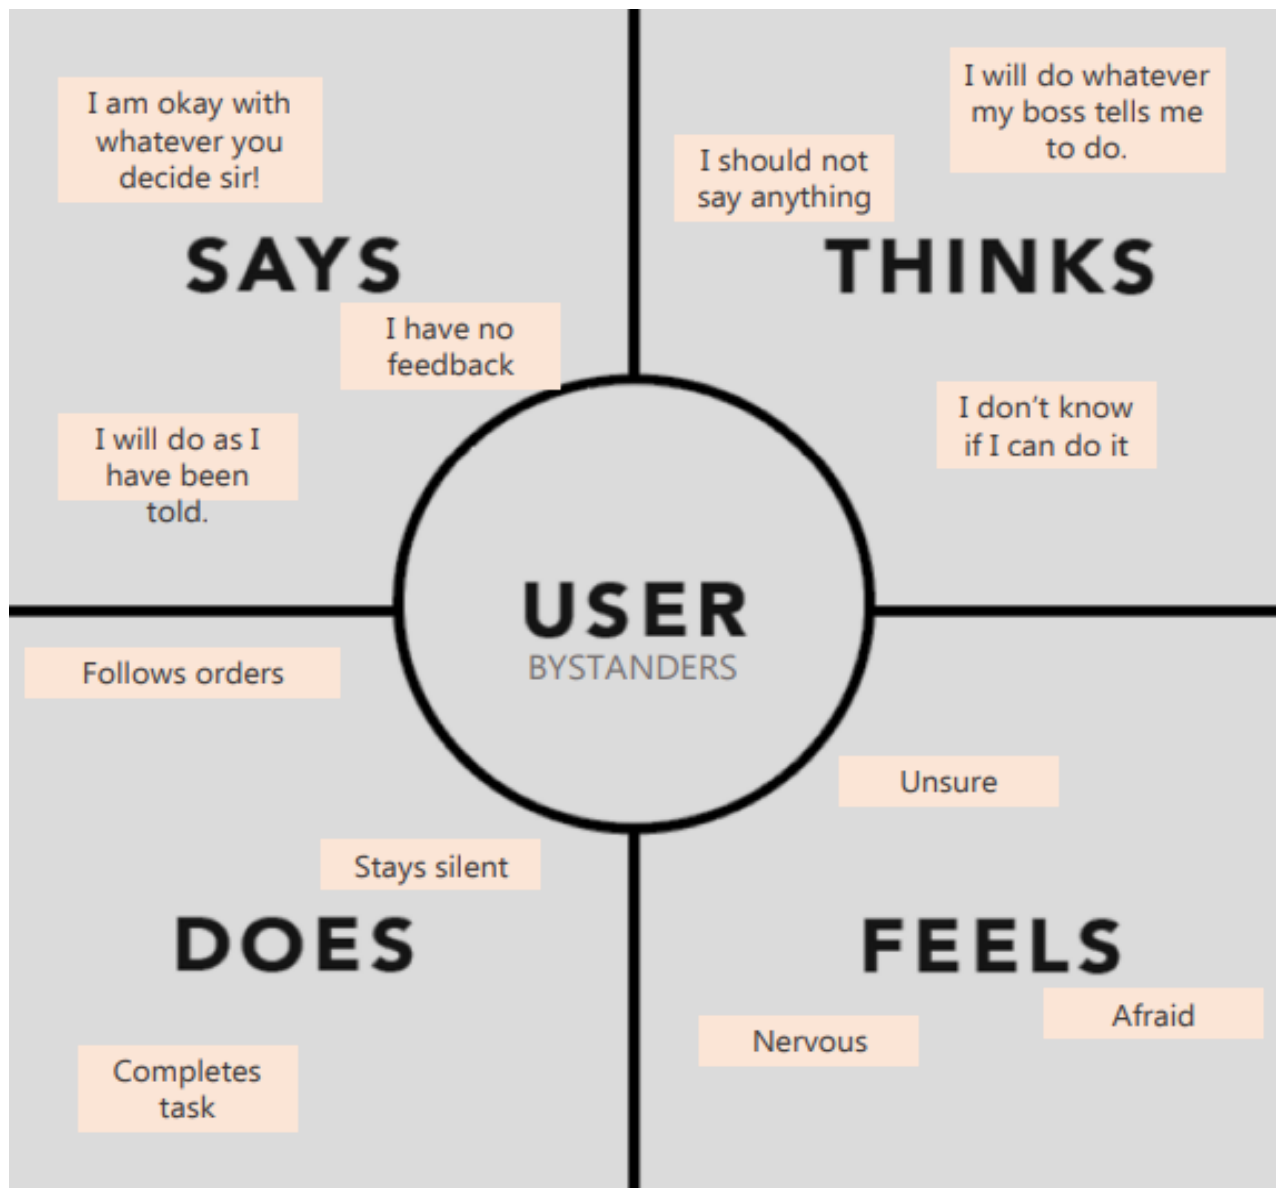 I am okay with
whatever you
decide sir!
SAYS
I have no
feedback
I will do as I
have been
told.
I will do whatever
my boss tells me
to do.
I should not
say anything
THINKS
I don’t know
if I can do it
USER
BYSTANDERS
Follows orders
Stays silent
DOES
Completes
task
Unsure
FEELS
Afraid
Nervous